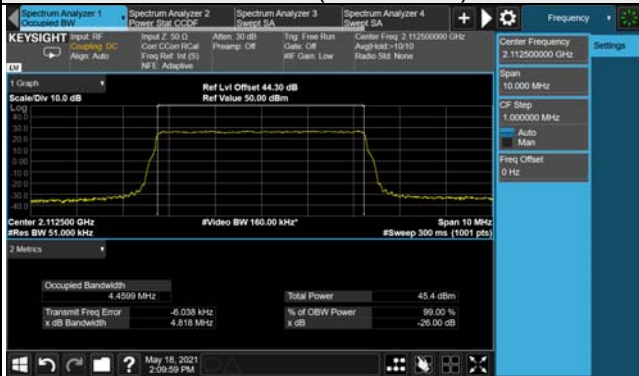 Spectrum Analyzer 1
Occupied BW
Spectrum Analyzer 2
Power Stat CCDF
Spectrum Analyzer 3
Swept SA
Spectrum Analyzer 4
Swept SA
+
Frequency
KEYSIGHT
Input: RF
Coupling: DC
Align: Auto
Input Z: 50 Ω
Corr CCorr RCal
Freq Ref: Int (S)
NFE: Adaptive
Atten: 30 dB
Preamp: Off
Trig: Free Run
Gate: Off
#IF Gain: Low
Center Freq: 2.112500000 GHz
Avg|Hold:>10/10
Radio Std: None
LXI
Center Frequency
2.112500000 GHz
Settings
Span
10.000 MHz
CF Step
1.000000 MHz
Auto
Man
Freq Offset
0 Hz
1 Graph
Scale/Div 10.0 dB
Ref Lvl Offset 44.30 dB
Ref Value 50.00 dBm
Log
40.0
30.0
20.0
10.0
0.00
-10.0
-20.0
-30.0
-40.0
Center 2.112500 GHz
#Video BW 160.00 kHz*
Span 10 MHz
#Res BW 51.000 kHz
#Sweep 300 ms (1001 pts)
2 Metrics
Occupied Bandwidth
4.4599 MHz
Total Power
45.4 dBm
Transmit Freq Error
-6.038 kHz
% of OBW Power
99.00 %
x dB Bandwidth
4.818 MHz
x dB
-26.00 dB
?
May 18, 2021
2:09:59 PM